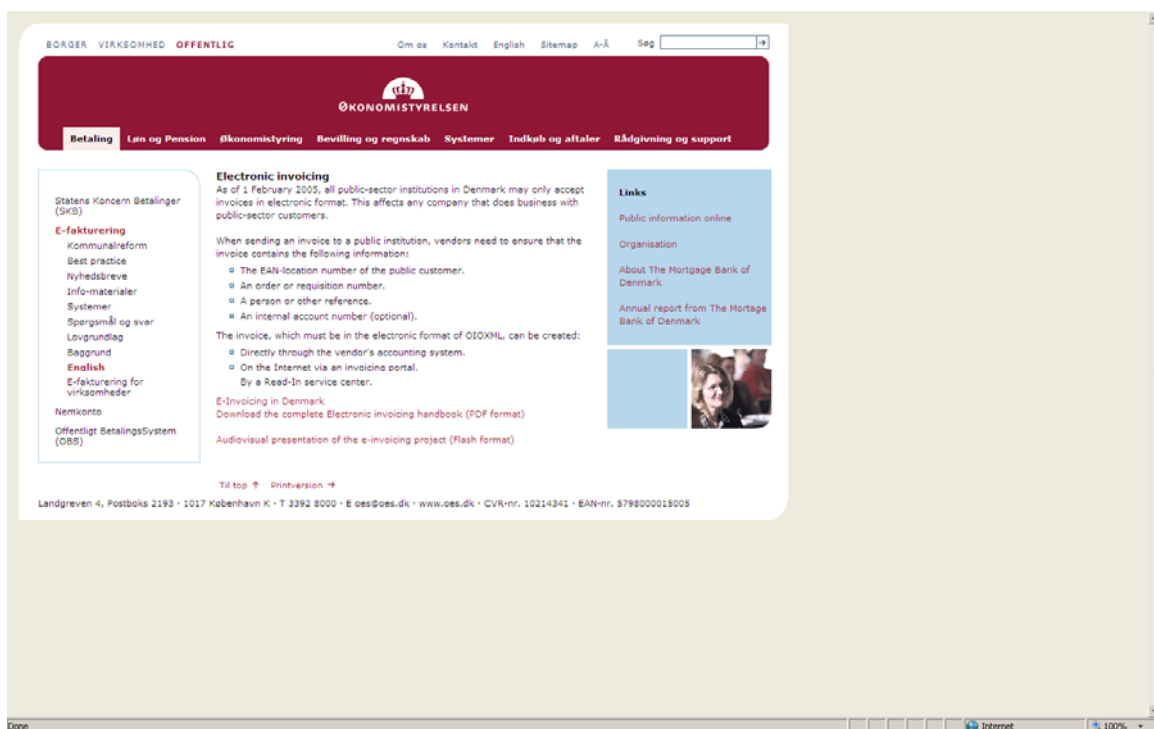 BORGER VIRKSOMHED OFFENTLIG
Om os Kontakt English Sitemap A-Å Søg
ØKONOMISTYRELSEN
Betaling Løn og Pension Økonomistyring Bevilling og regnskab Systemer Indkøb og aftaler Rådgivning og support
Statens Koncern Betalinger
(SKB)
E-fakturering
Kommunalreform
Best practice
Nyhedsbreve
Info-materialer
Systemer
Spørgsmål og svar
Lovgrundlag
Baggrund
English
E-fakturering for
virksomheder
Nemkonto
Offentligt BetalingsSystem
(OBS)
Electronic invoicing
As of 1 February 2005, all public-sector institutions in Denmark may only accept
invoices in electronic format. This affects any company that does business with
public-sector customers.
When sending an invoice to a public institution, vendors need to ensure that the
invoice contains the following information:
The EAN-location number of the public customer.
An order or requisition number.
A person or other reference.
An internal account number (optional).
The invoice, which must be in the electronic format of OIOXML, can be created:
Directly through the vendor's accounting system.
On the Internet via an invoicing portal.
By a Read-In service center.
E-Invoicing in Denmark
Download the complete Electronic invoicing handbook (PDF format)
Audiovisual presentation of the e-invoicing project (Flash format)
Links
Public information online
Organisation
About The Mortgage Bank of
Denmark
Annual report from The Mortage
Bank of Denmark
Til top ↑ Printversion →
Landgreven 4, Postboks 2193 · 1017 København K · T 3392 8000 · E oes@oes.dk · www.oes.dk · CVR-nr. 10214341 · EAN-nr. 5798000015005
Done Internet 100%